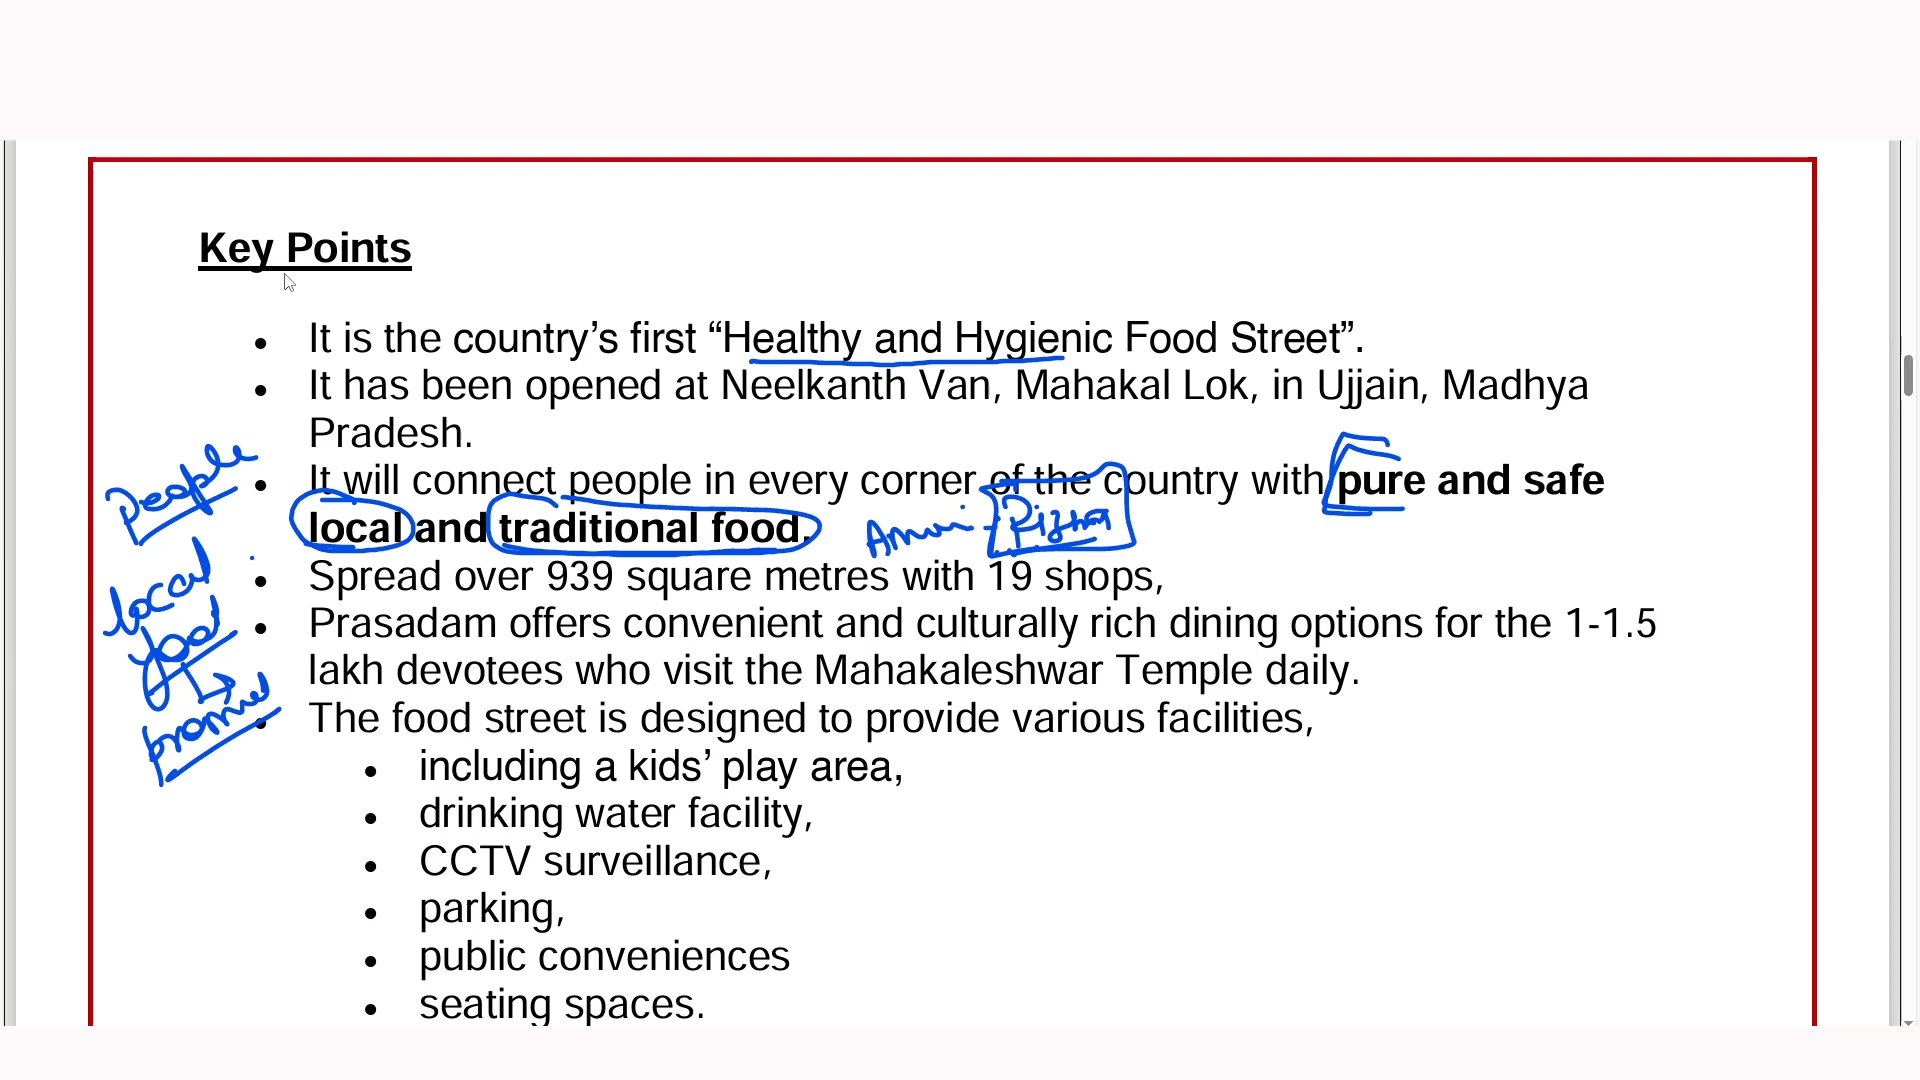 Key Points
It is the country’s first “Healthy and Hygienic Food Street”.
It has been opened at Neelkanth Van, Mahakal Lok, in Ujjain, Madhya
Pradesh.
It will connect people in every corner of the country with pure and safe
local and traditional food.
Spread over 939 square metres with 19 shops,
Prasadam offers convenient and culturally rich dining options for the 1-1.5
lakh devotees who visit the Mahakaleshwar Temple daily.
The food street is designed to provide various facilities,
including a kids’ play area,
drinking water facility,
CCTV surveillance,
parking,
public conveniences
seating spaces.
People
local
food